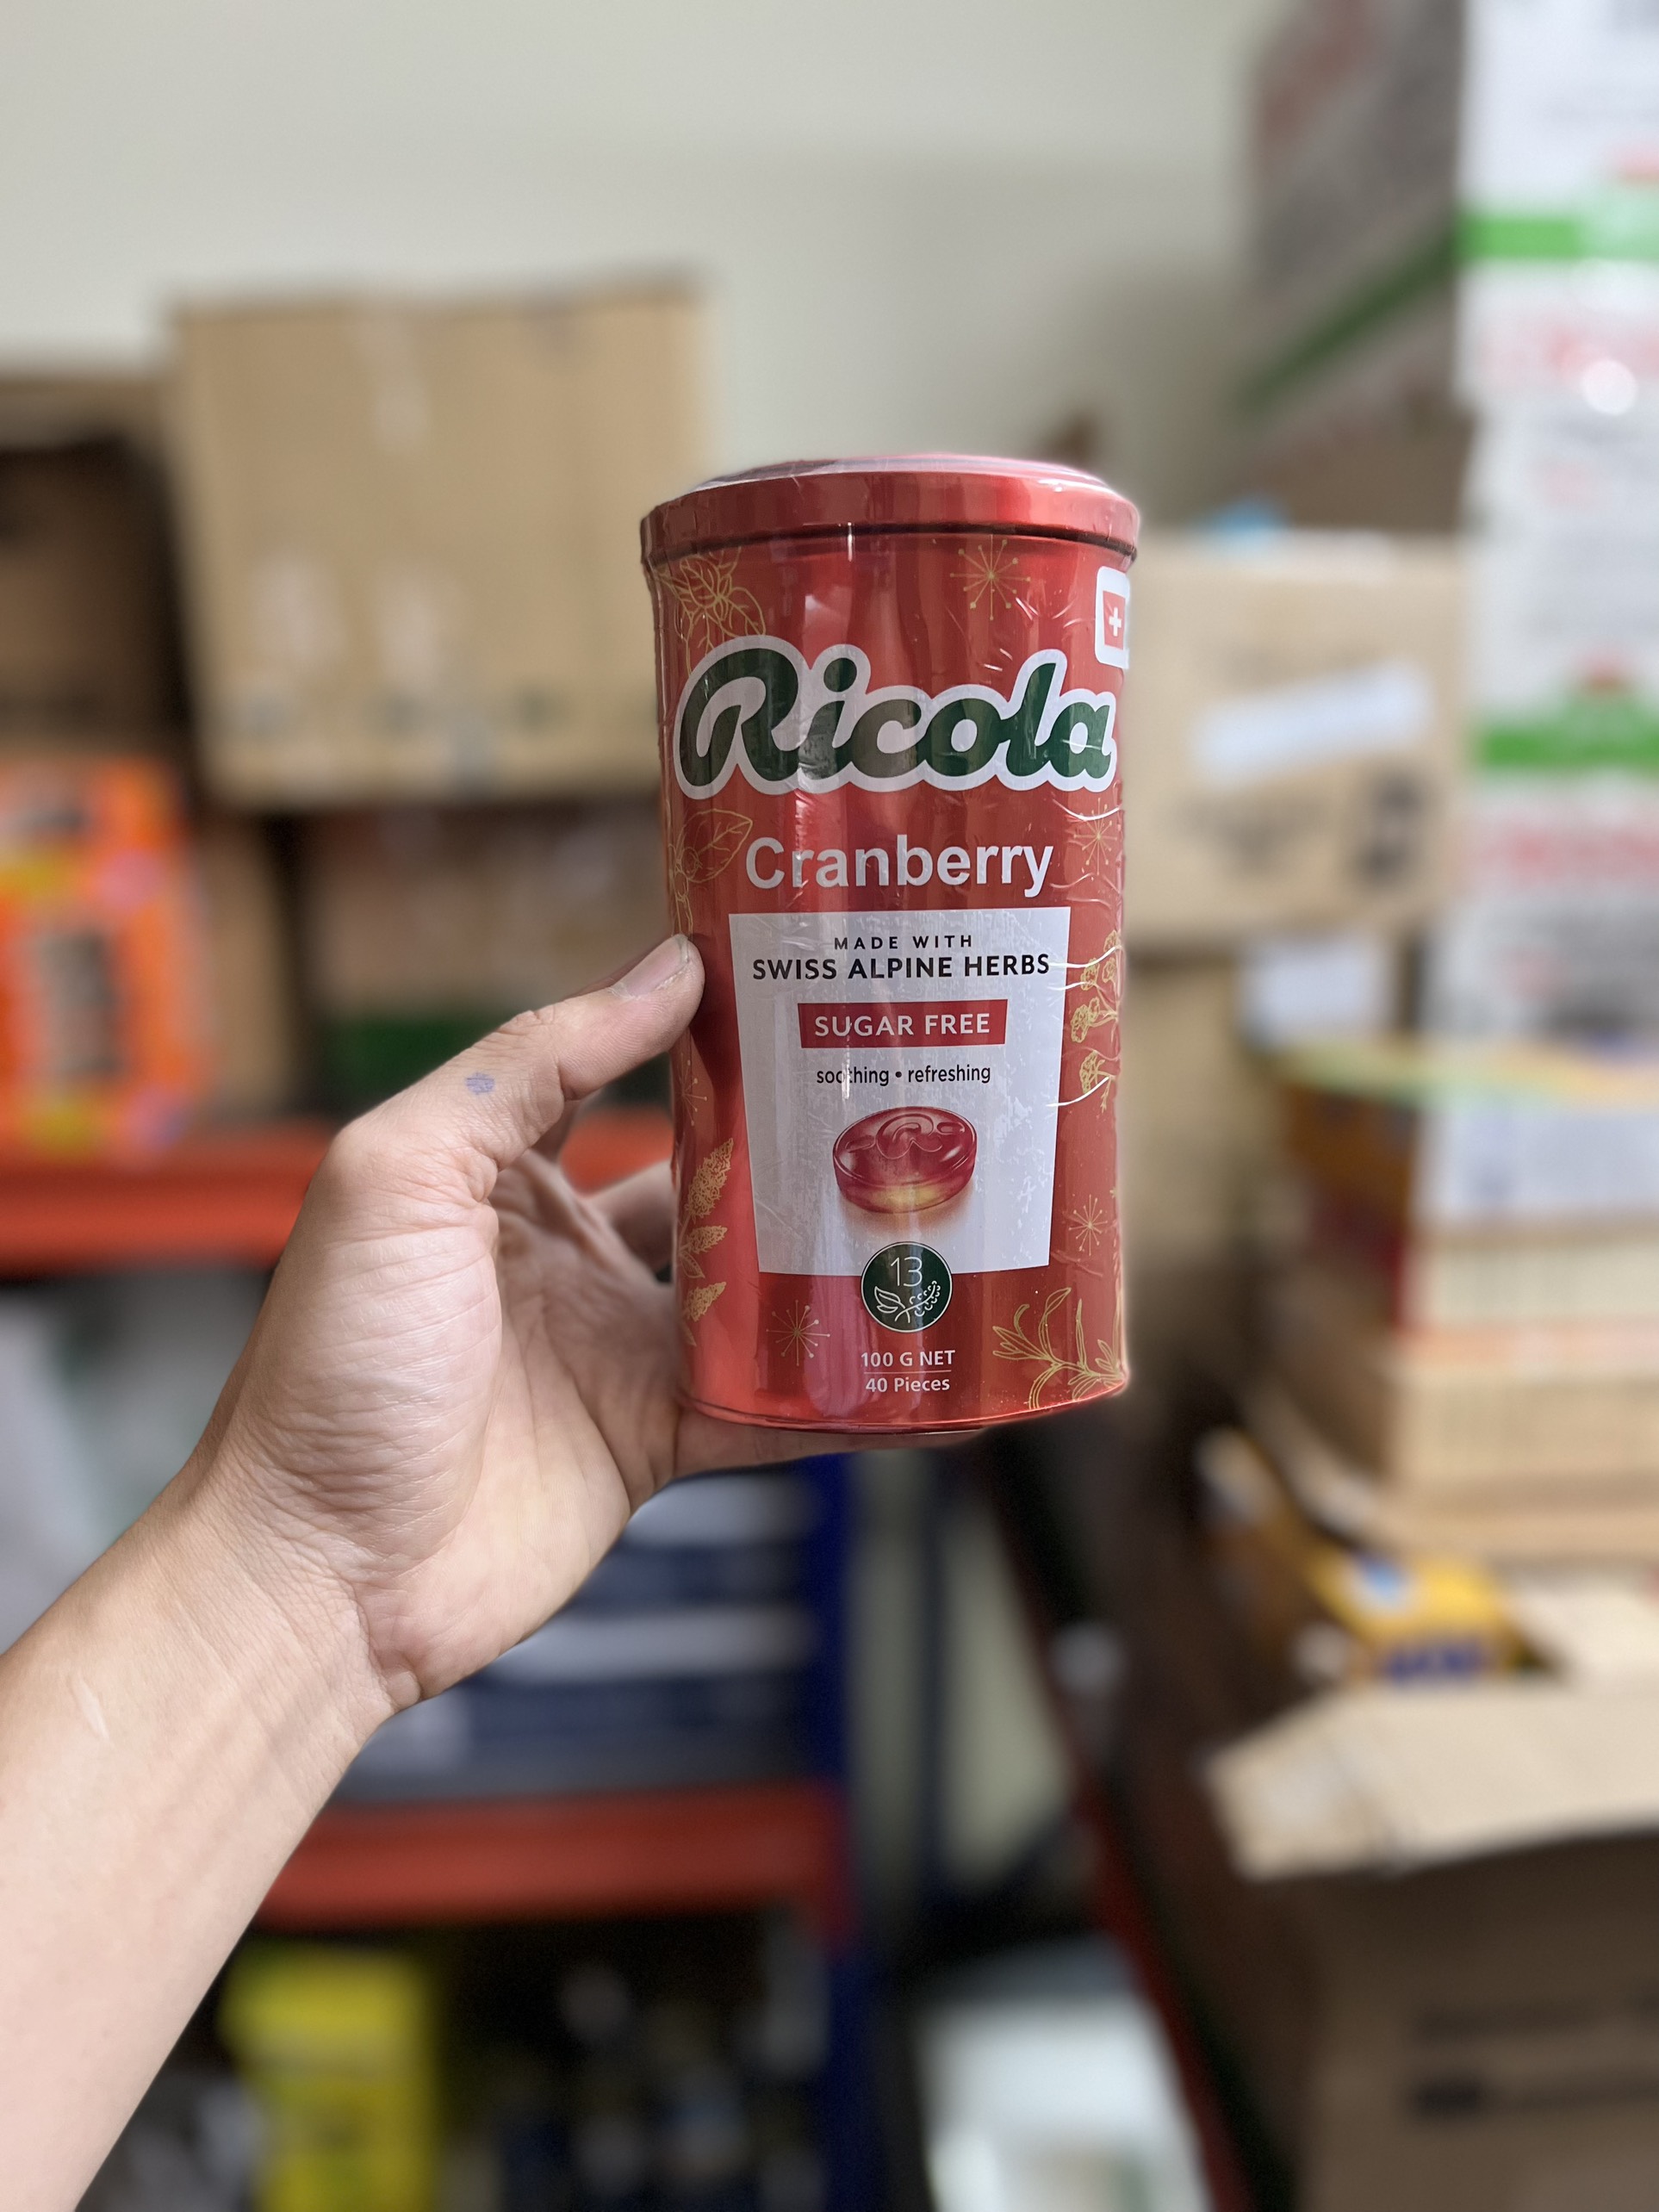 Ricola
Cranberry
MADE WITH
SWISS ALPINE HERBS
SUGAR FREE
soothing • refreshing
13
100 G NET
40 Pieces